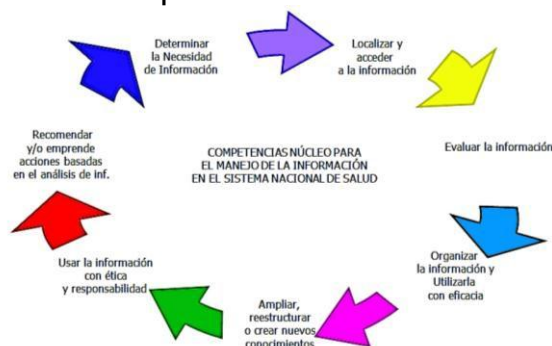 Determinar
la Necesidad
de Información
Localizar y
acceder
a la información
Evaluar la información
Organizar
la información y
Utilizarla
con eficacia
Ampliar,
reestructurar
o crear nuevos
conocimientos
Usar la información
con ética
y responsabilidad
Recomendar
y/o emprende
acciones basadas
en el análisis de inf.
COMPETENCIAS NÚCLEO PARA
EL MANEJO DE LA INFORMACIÓN
EN EL SISTEMA NACIONAL DE SALUD